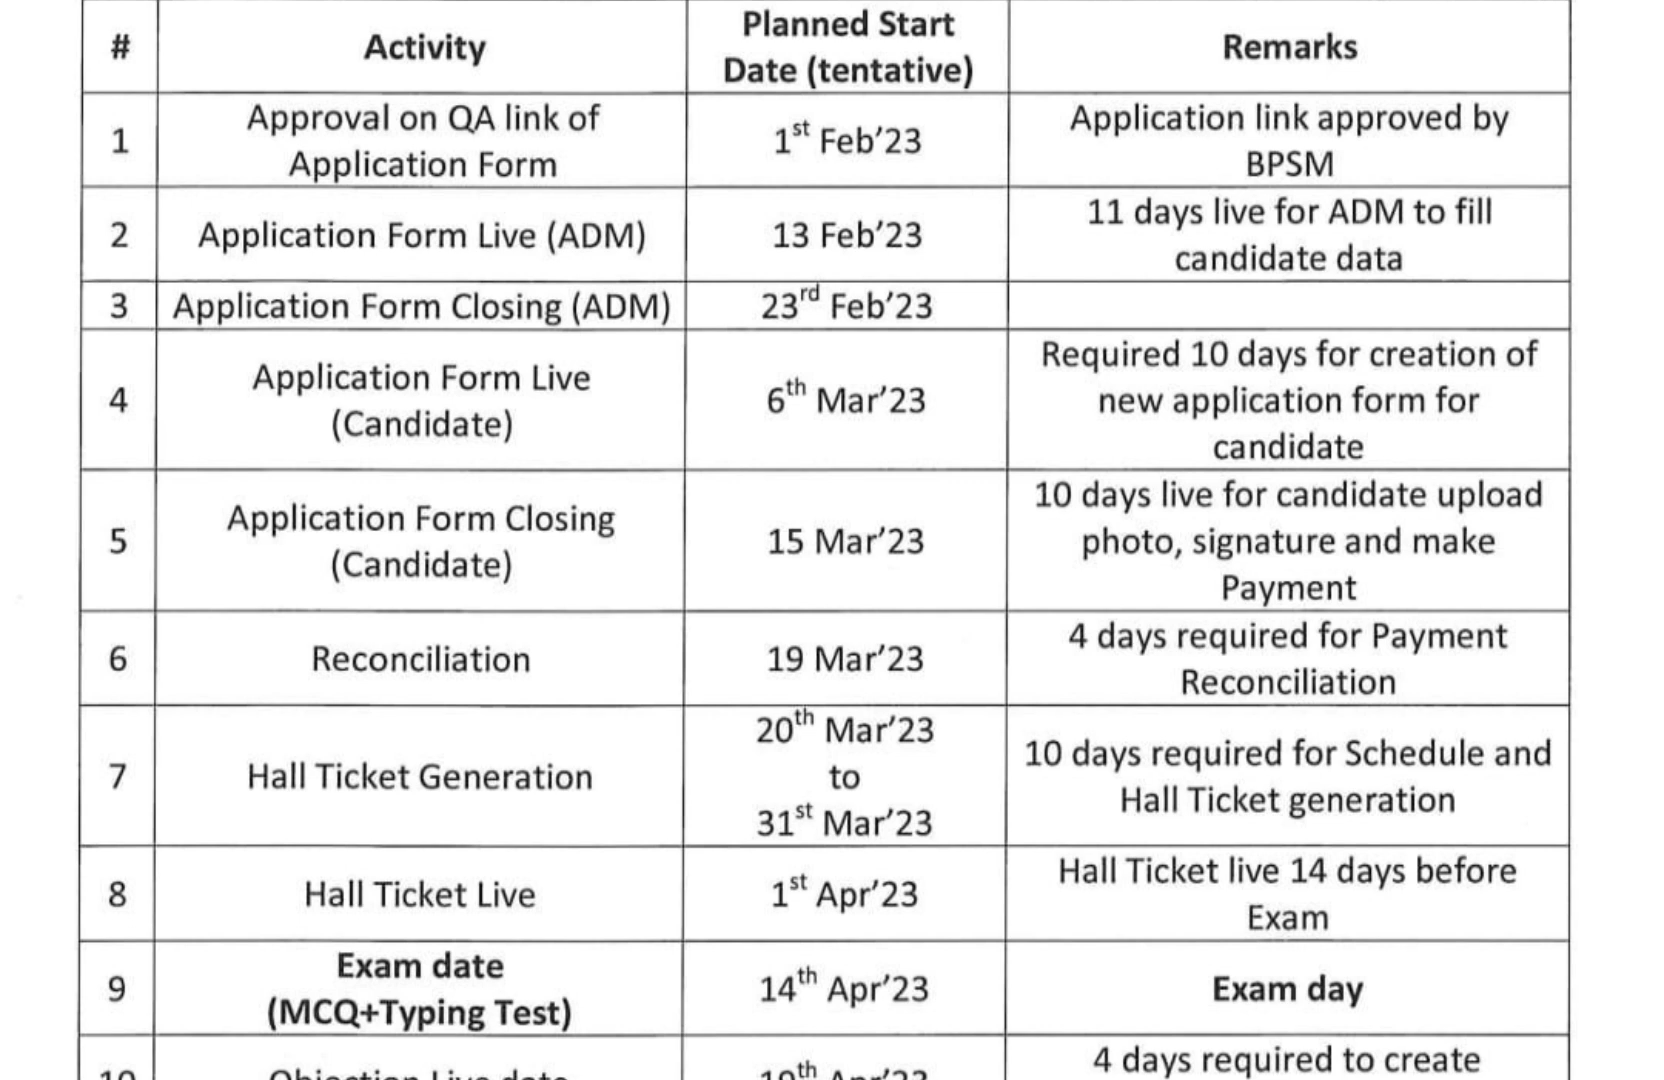 # Activity Planned Start Date (tentative) Remarks
1 Approval on QA link of Application Form 1st Feb'23 Application link approved by BPSM
2 Application Form Live (ADM) 13 Feb'23 11 days live for ADM to fill candidate data
3 Application Form Closing (ADM) 23rd Feb'23
4 Application Form Live (Candidate) 6th Mar'23 Required 10 days for creation of new application form for candidate
5 Application Form Closing (Candidate) 15 Mar'23 10 days live for candidate upload photo, signature and make Payment
6 Reconciliation 19 Mar'23 4 days required for Payment Reconciliation
7 Hall Ticket Generation 20th Mar'23 to 31st Mar'23 10 days required for Schedule and Hall Ticket generation
8 Hall Ticket Live 1st Apr'23 Hall Ticket live 14 days before Exam
9 Exam date (MCQ+Typing Test) 14th Apr'23 Exam day
10 Objection Live date Apr'23 4 days required to create